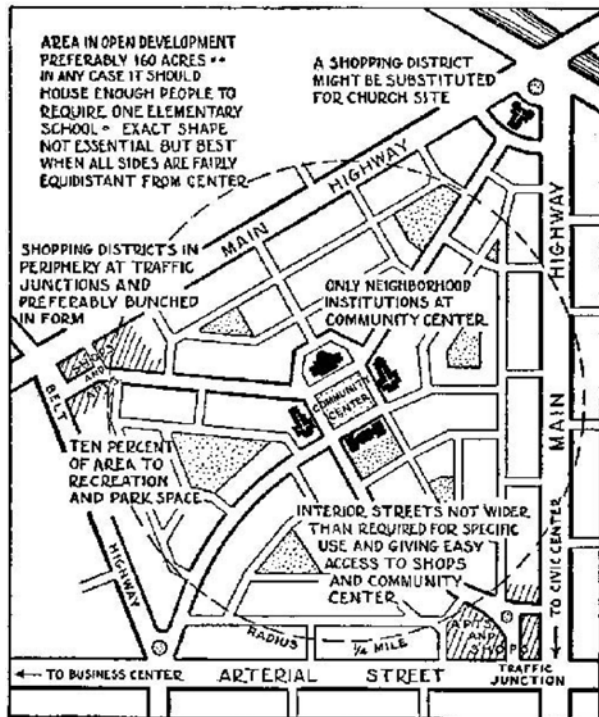 AREA IN OPEN DEVELOPMENT
PREFERABLY 160 ACRES **
IN ANY CASE IT SHOULD
HOUSE ENOUGH PEOPLE TO
REQUIRE ONE ELEMENTARY
SCHOOL • EXACT SHAPE
NOT ESSENTIAL BUT BEST
WHEN ALL SIDES ARE FAIRLY
EQUIDISTANT FROM CENTER
A SHOPPING DISTRICT
MIGHT BE SUBSTITUTED
FOR CHURCH SITE
MAIN HIGHWAY
SHOPPING DISTRICTS IN
PERIPHERY AT TRAFFIC
JUNCTIONS AND
PREFERABLY BUNCHED
IN FORM
ONLY NEIGHBORHOOD
INSTITUTIONS AT
COMMUNITY CENTER
MAIN HIGHWAY
SHOPS
AND
BELT HIGHWAY
COMMUNITY
CENTER
TEN PERCENT
OF AREA TO
RECREATION
AND PARK SPACE
INTERIOR STREETS NOT WIDER
THAN REQUIRED FOR SPECIFIC
USE AND GIVING EASY
ACCESS TO SHOPS
AND COMMUNITY
CENTER
→ TO CIVIC CENTER
RADIUS 1/4 MILE
APTS
AND
SHOPS
← TO BUSINESS CENTER
ARTERIAL STREET
TRAFFIC
JUNCTION